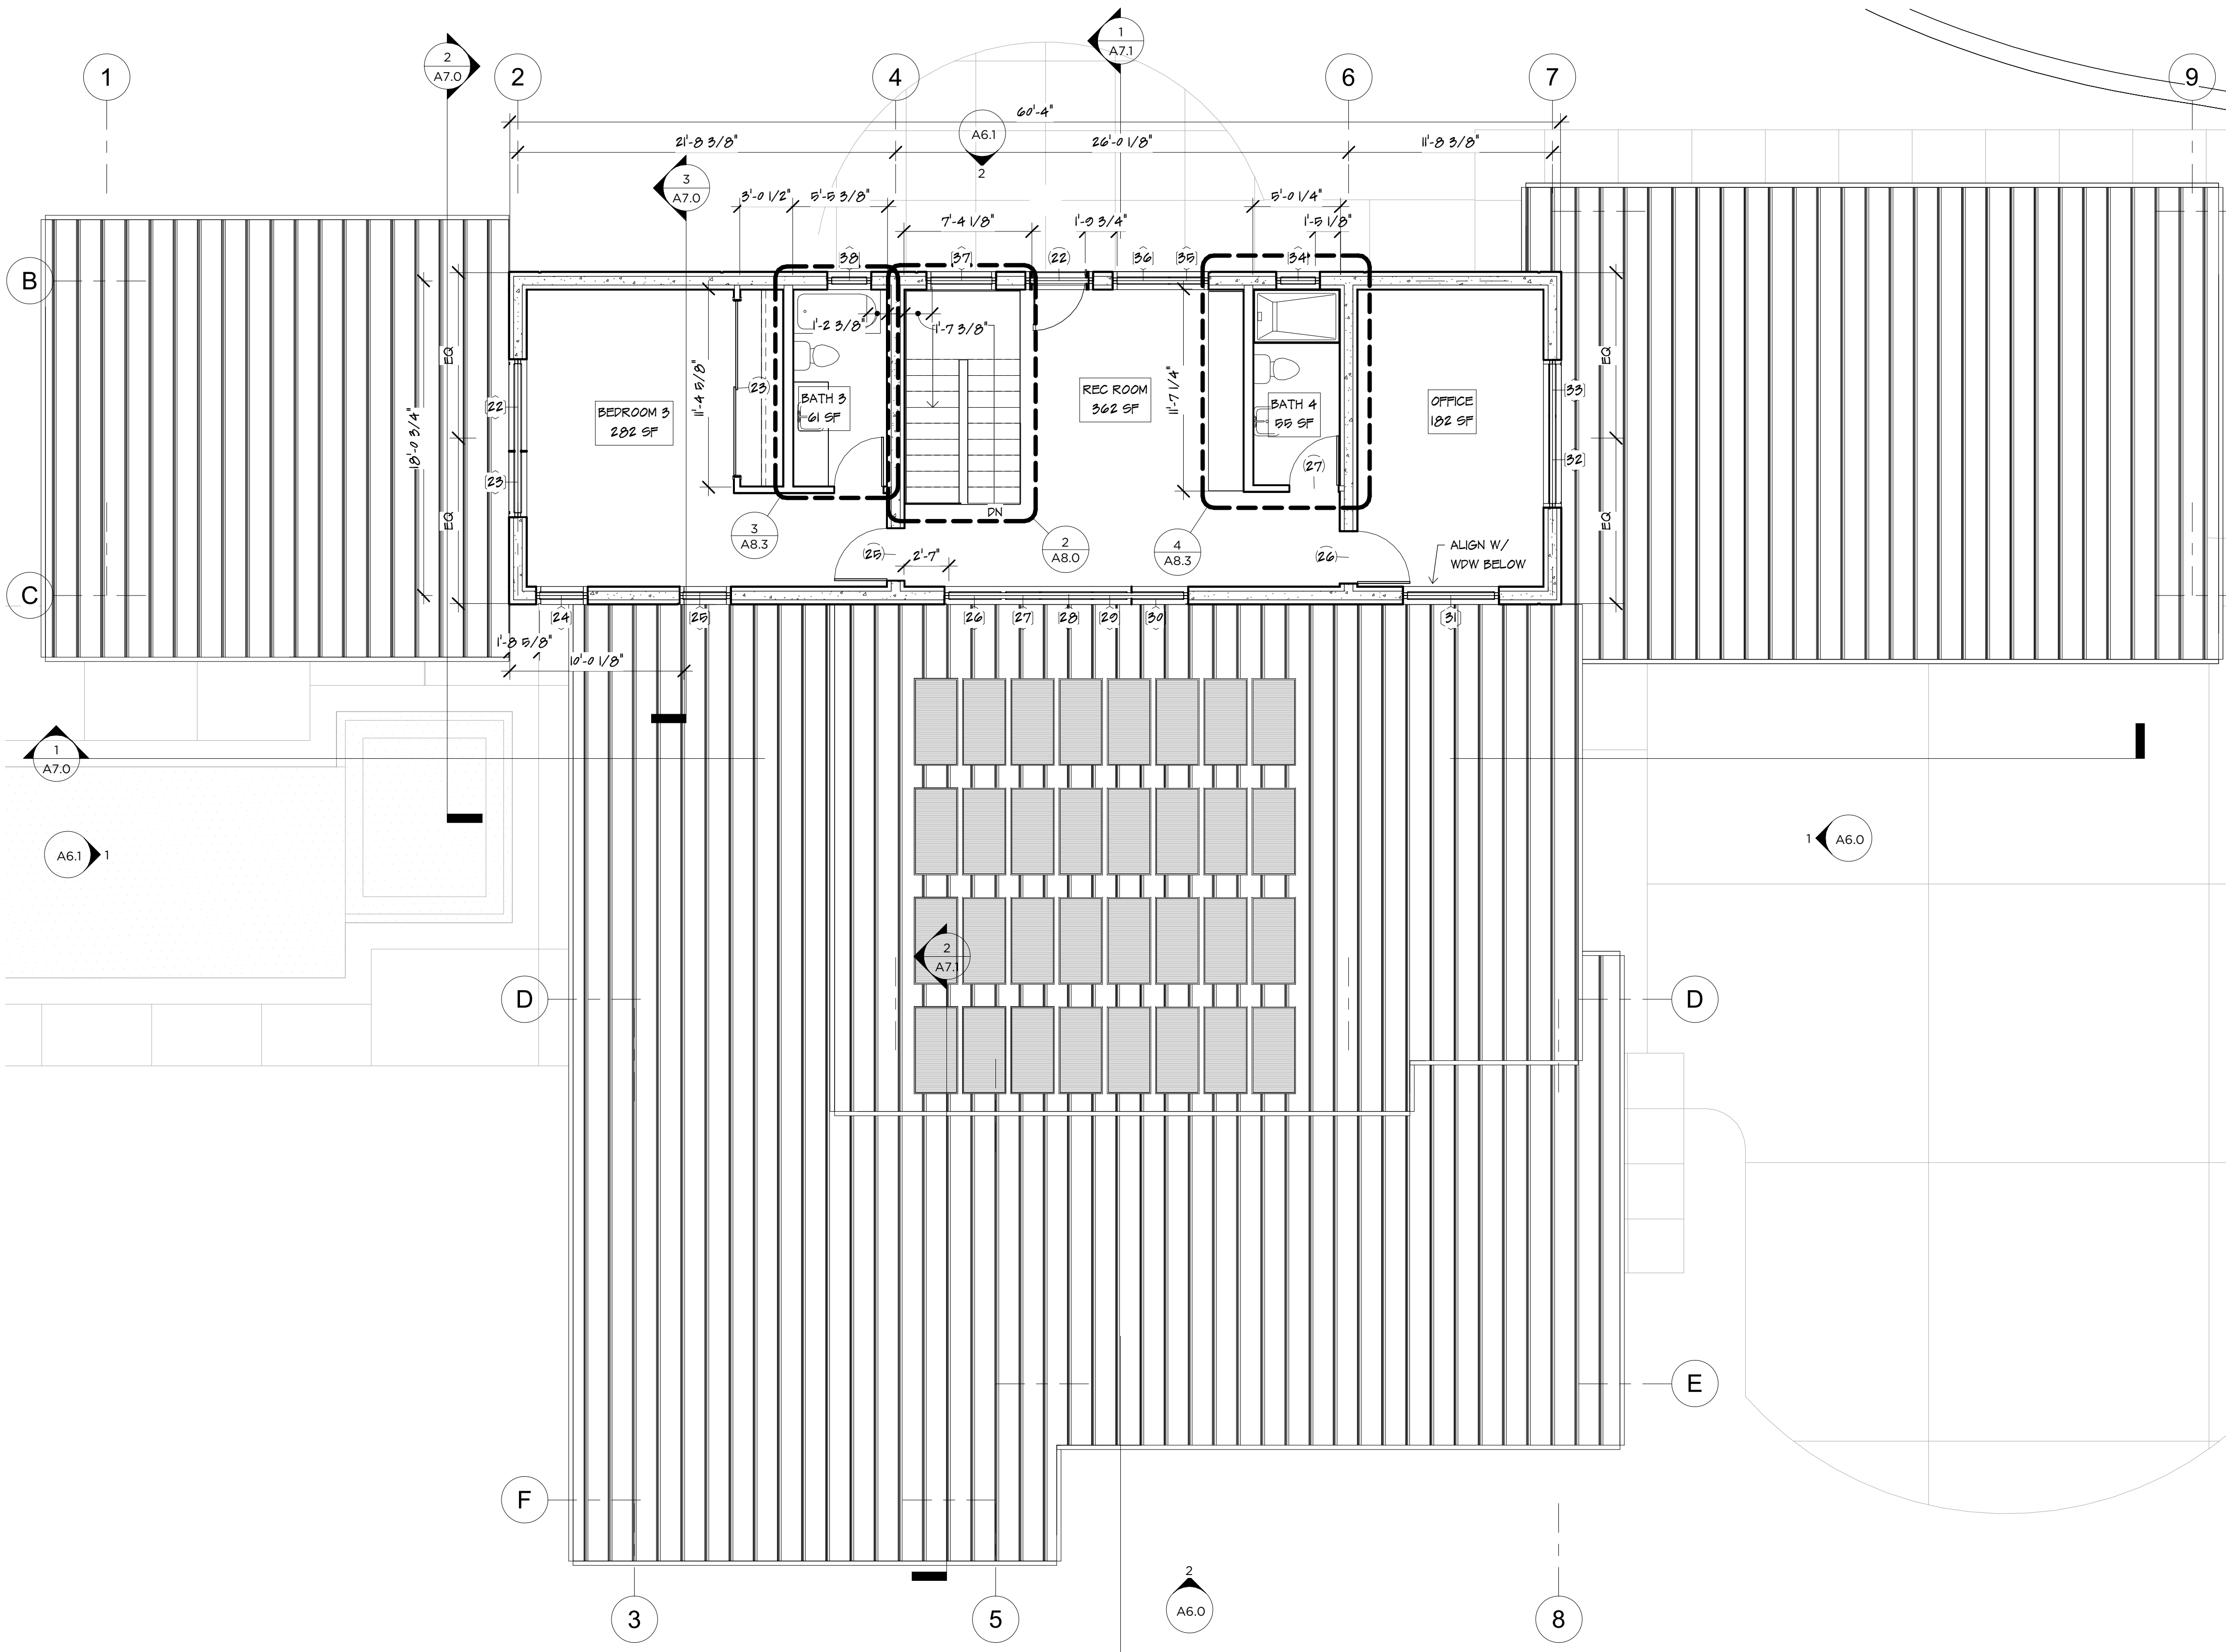 1
A7.1
2
A7.0
1
2
4
6
7
9
60'-4"
A6.1
2
21'-8 3/8"
26'-0 1/8"
11'-8 3/8"
3
A7.0
3'-0 1/2"
5'-5 3/8"
5'-0 1/4"
7'-4 1/8"
1'-9 3/4"
1'-5 1/8"
38
37
22
36
35
34
B
1'-2 3/8"
1'-7 3/8"
EQ
EQ
23
33
22
BEDROOM 3
282 SF
11'-4 5/8"
BATH 3
61 SF
REC ROOM
362 SF
11'-7 1/4"
BATH 4
55 SF
OFFICE
182 SF
18'-0 3/4"
27
32
23
EQ
EQ
DN
3
A8.3
25
2'-7"
2
A8.0
4
A8.3
26
ALIGN W/
WDW BELOW
C
24
25
26
27
28
29
30
31
1'-8 5/8"
10'-0 1/8"
1
A7.0
A6.1
1
1
A6.0
2
A7.1
D
D
E
F
2
A6.0
3
5
8